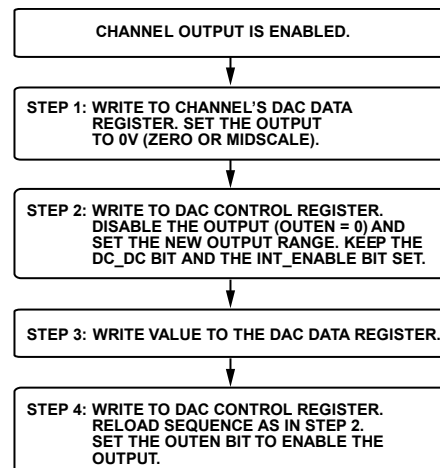 CHANNEL OUTPUT IS ENABLED.
STEP 1: WRITE TO CHANNEL'S DAC DATA
REGISTER. SET THE OUTPUT
TO 0V (ZERO OR MIDSCALE).
STEP 2: WRITE TO DAC CONTROL REGISTER.
DISABLE THE OUTPUT (OUTEN = 0) AND
SET THE NEW OUTPUT RANGE. KEEP THE
DC_DC BIT AND THE INT_ENABLE BIT SET.
STEP 3: WRITE VALUE TO THE DAC DATA REGISTER.
STEP 4: WRITE TO DAC CONTROL REGISTER.
RELOAD SEQUENCE AS IN STEP 2.
SET THE OUTEN BIT TO ENABLE THE
OUTPUT.